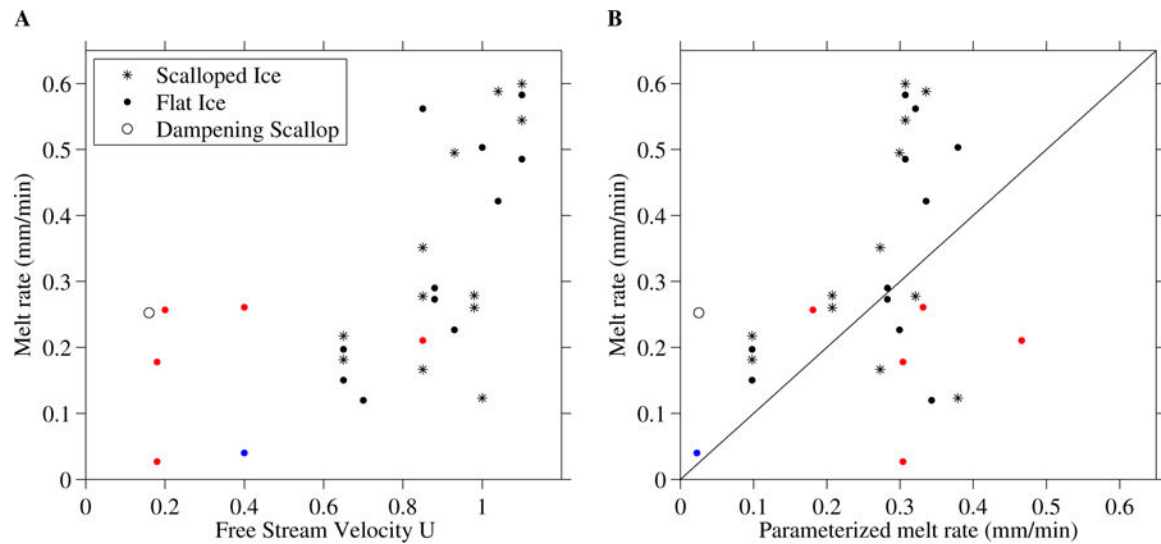 A
B
Scalloped Ice
Flat Ice
Dampening Scallop
Melt rate (mm/min)
0.6
0.5
0.4
0.3
0.2
0.1
0
0 0.2 0.4 0.6 0.8 1
Free Stream Velocity U
Melt rate (mm/min)
0.6
0.5
0.4
0.3
0.2
0.1
0
0 0.1 0.2 0.3 0.4 0.5 0.6
Parameterized melt rate (mm/min)